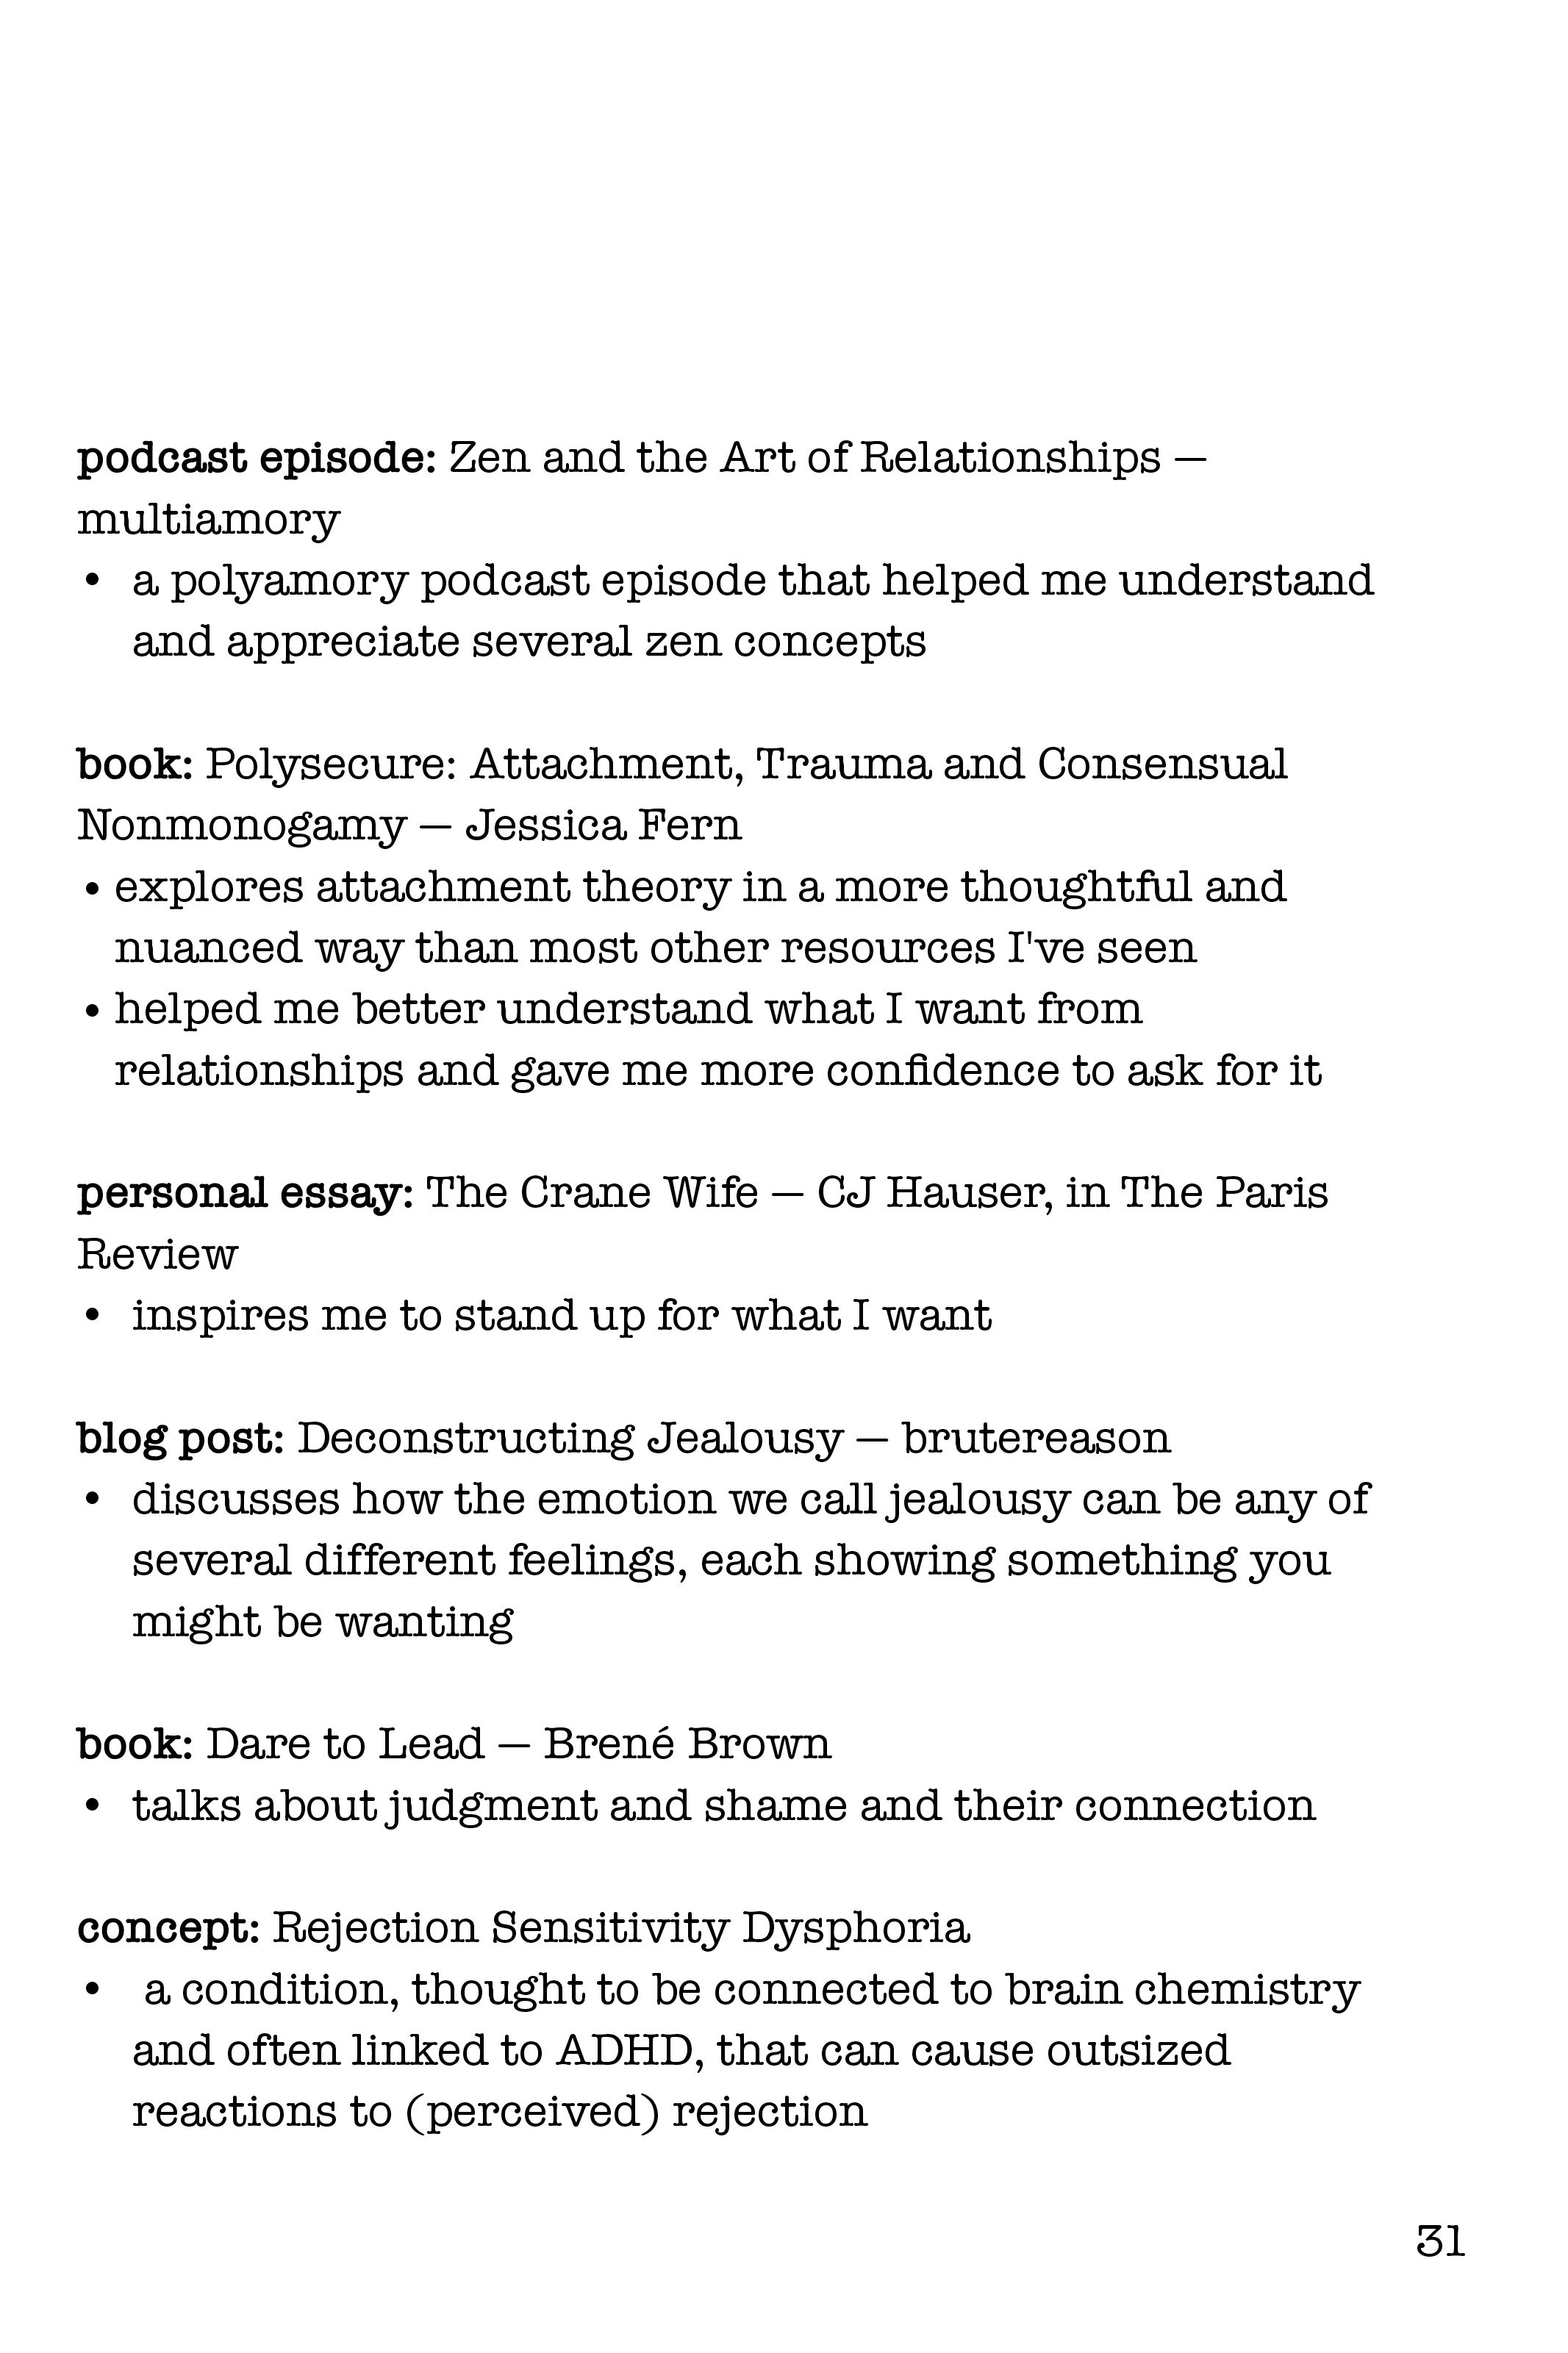 podcast episode: Zen and the Art of Relationships —
multiamory
• a polyamory podcast episode that helped me understand
and appreciate several zen concepts
book: Polysecure: Attachment, Trauma and Consensual
Nonmonogamy — Jessica Fern
• explores attachment theory in a more thoughtful and
nuanced way than most other resources I've seen
• helped me better understand what I want from
relationships and gave me more confidence to ask for it
personal essay: The Crane Wife — CJ Hauser, in The Paris
Review
• inspires me to stand up for what I want
blog post: Deconstructing Jealousy — brutereason
• discusses how the emotion we call jealousy can be any of
several different feelings, each showing something you
might be wanting
book: Dare to Lead — Brené Brown
• talks about judgment and shame and their connection
concept: Rejection Sensitivity Dysphoria
• a condition, thought to be connected to brain chemistry
and often linked to ADHD, that can cause outsized
reactions to (perceived) rejection
31